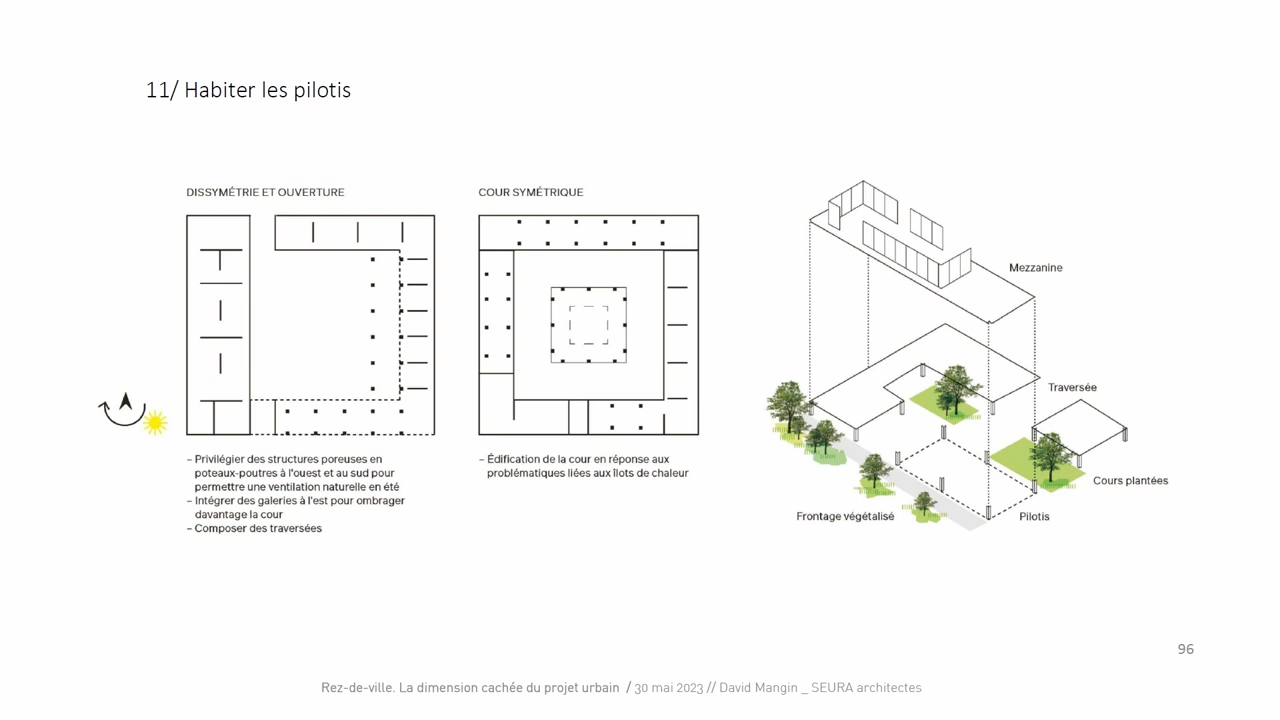 11/ Habiter les pilotis
DISSYMÉTRIE ET OUVERTURE
– Privilégier des structures poreuses en
poteaux-poutres à l'ouest et au sud pour
permettre une ventilation naturelle en été
– Intégrer des galeries à l'est pour ombrager
davantage la cour
– Composer des traversées
COUR SYMÉTRIQUE
– Édification de la cour en réponse aux
problématiques liées aux îlots de chaleur
Mezzanine
Traversée
Cours plantées
Frontage végétalisé
Pilotis
96
Rez-de-ville. La dimension cachée du projet urbain / 30 mai 2023 // David Mangin _ SEURA architectes